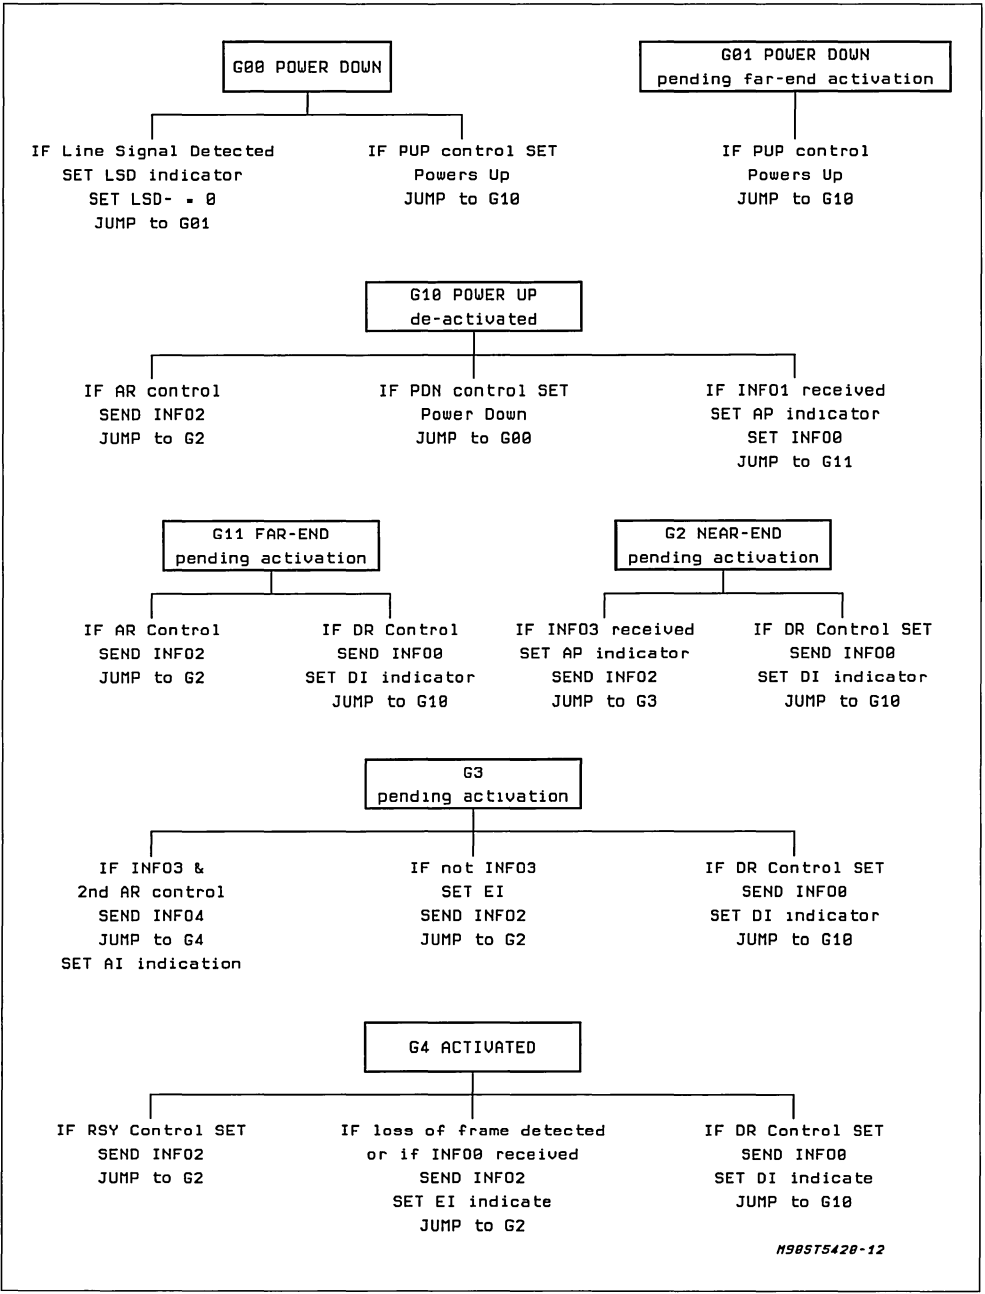 G00 POWER DOWN
IF Line Signal Detected
SET LSD indicator
SET LSD- = 0
JUMP to G01
IF PUP control SET
Powers Up
JUMP to G10
G01 POWER DOWN
pending far-end activation
IF PUP control
Powers Up
JUMP to G10
G10 POWER UP
de-activated
IF AR control
SEND INFO2
JUMP to G2
IF PDN control SET
Power Down
JUMP to G00
IF INFO1 received
SET AP indicator
SET INFO0
JUMP to G11
G11 FAR-END
pending activation
IF AR Control
SEND INFO2
JUMP to G2
IF DR Control
SEND INFO0
SET DI indicator
JUMP to G10
G2 NEAR-END
pending activation
IF INFO3 received
SET AP indicator
SEND INFO2
JUMP to G3
IF DR Control SET
SEND INFO0
SET DI indicator
JUMP to G10
G3
pending activation
IF INFO3 &
2nd AR control
SEND INFO4
JUMP to G4
SET AI indication
IF not INFO3
SET EI
SEND INFO2
JUMP to G2
IF DR Control SET
SEND INFO0
SET DI indicator
JUMP to G10
G4 ACTIVATED
IF RSY Control SET
SEND INFO2
JUMP to G2
IF loss of frame detected
or if INFO0 received
SEND INFO2
SET EI indicate
JUMP to G2
IF DR Control SET
SEND INFO0
SET DI indicate
JUMP to G10
M90ST5420-12